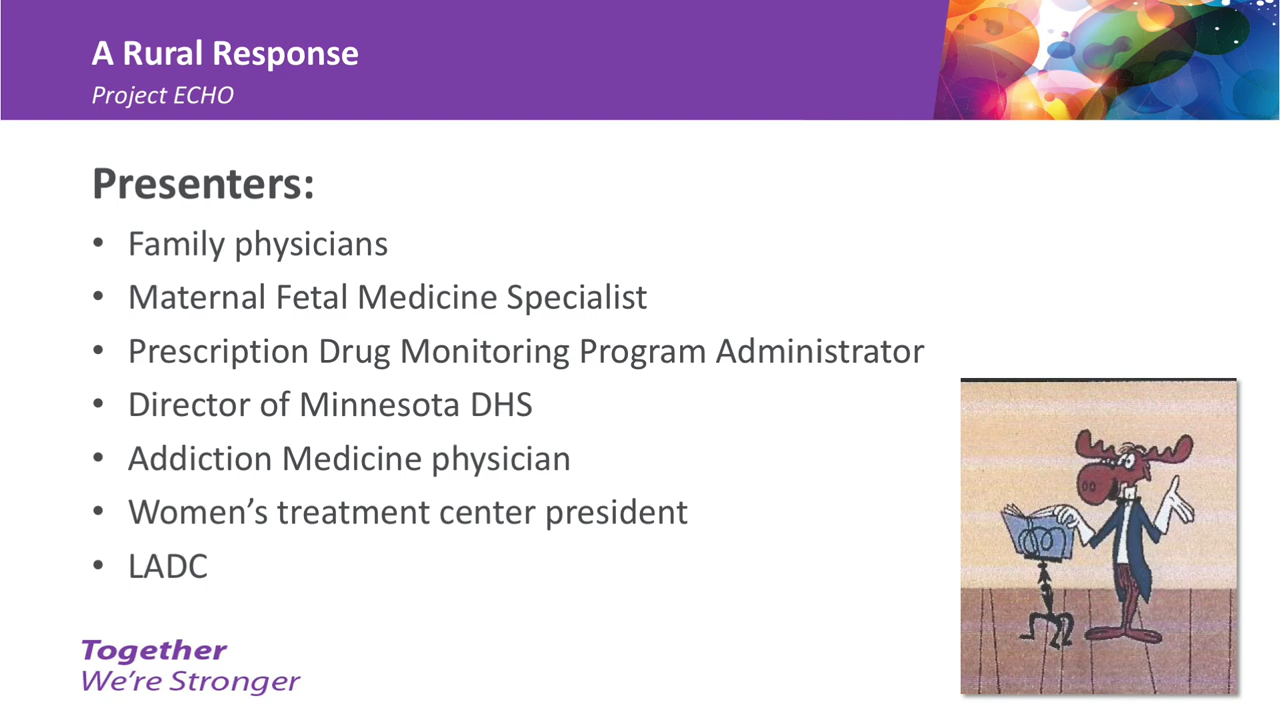 A Rural Response
Project ECHO
Presenters:
• Family physicians
• Maternal Fetal Medicine Specialist
• Prescription Drug Monitoring Program Administrator
• Director of Minnesota DHS
• Addiction Medicine physician
• Women’s treatment center president
• LADC
Together
We’re Stronger